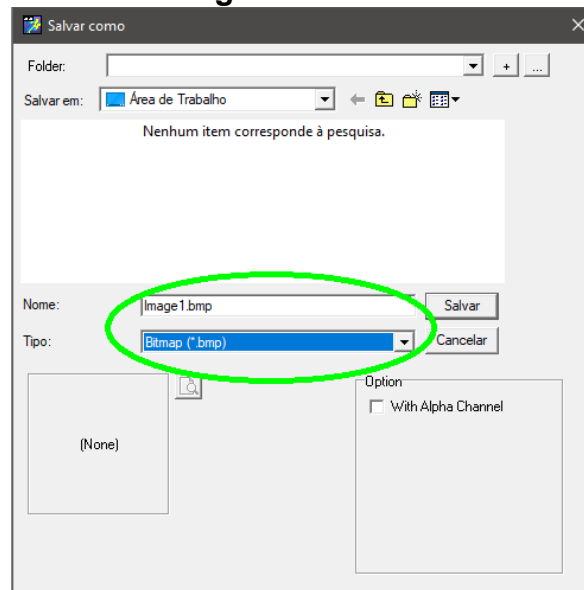 Salvar como
Folder:
+ ...
Salvar em: Área de Trabalho
Nenhum item corresponde à pesquisa.
Nome: Image1.bmp Salvar
Tipo: Bitmap (*.bmp) Cancelar
Option
With Alpha Channel
(None)